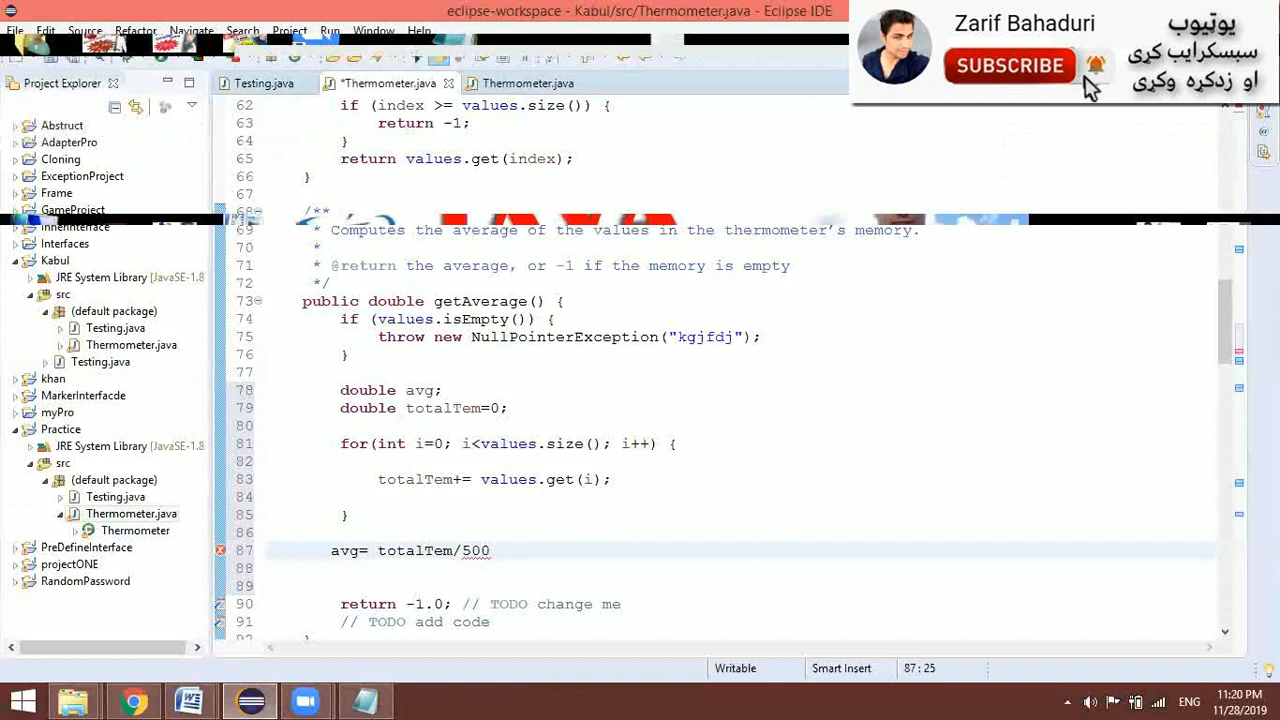 eclipse-workspace - Kabul/src/Thermometer.java - Eclipse IDE
File Edit Source Refactor Navigate Search Project Run Window Help
Zarif Bahaduri
SUBSCRIBE
یوټیوب
سبسکرایب کړی
او زدکړه وکړی
Project Explorer
Testing.java
*Thermometer.java
Thermometer.java
Abstruct
AdapterPro
Cloning
ExceptionProject
Frame
GameProject
InnerInterface
Interfaces
Kabul
JRE System Library [JavaSE-1.8
src
(default package)
Testing.java
Thermometer.java
Testing.java
khan
MarkerInterfacde
myPro
Practice
JRE System Library [JavaSE-1.8
src
(default package)
Testing.java
Thermometer.java
Thermometer
PreDefineInterface
projectONE
RandomPassword
62 if (index >= values.size()) {
63 return -1;
64 }
65 return values.get(index);
66 }
67
68 /**
69 * Computes the average of the values in the thermometer’s memory.
70 *
71 * @return the average, or -1 if the memory is empty
72 */
73 public double getAverage() {
74 if (values.isEmpty()) {
75 throw new NullPointerException("kgjfdj");
76 }
77
78 double avg;
79 double totalTem=0;
80
81 for(int i=0; i<values.size(); i++) {
82
83 totalTem+= values.get(i);
84
85 }
86
87 avg= totalTem/500
88
89
90 return -1.0; // TODO change me
91 // TODO add code
92 }
Writable
Smart Insert
87 : 25
ENG
11:20 PM
11/28/2019